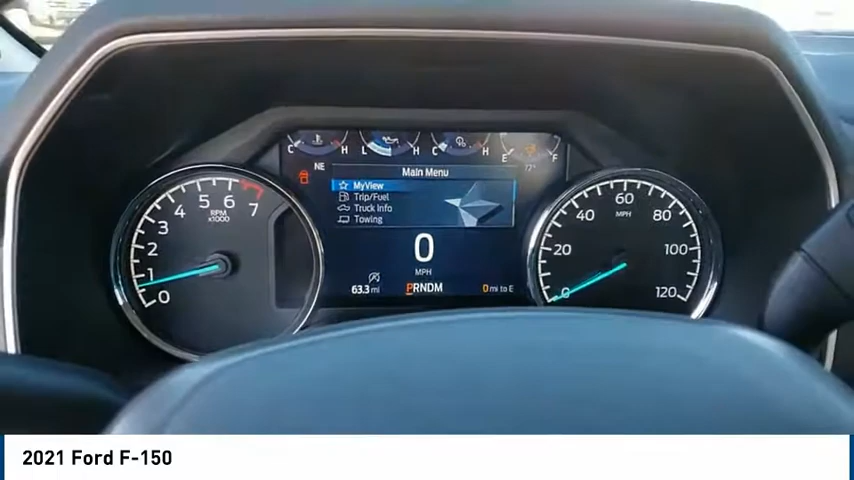 C H L H C H E F
NE Main Menu 72°
MyView
Trip/Fuel
Truck Info
Towing
0
MPH
63.3 mi PRNDM 0 mi to E
0 1 2 3 4 5 6 7
RPM
x1000
0 20 40 60 80 100 120
MPH
2021 Ford F-150